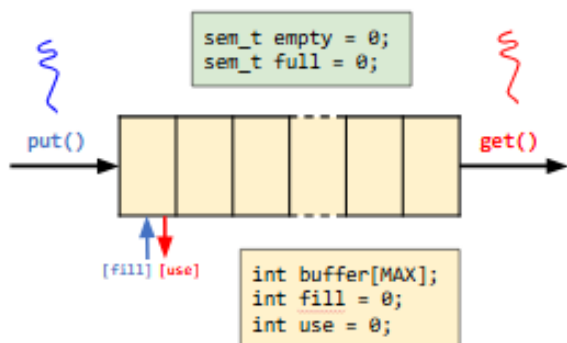 sem_t empty = 0;
sem_t full = 0;
put()
get()
[fill] [use]
int buffer[MAX];
int fill = 0;
int use = 0;